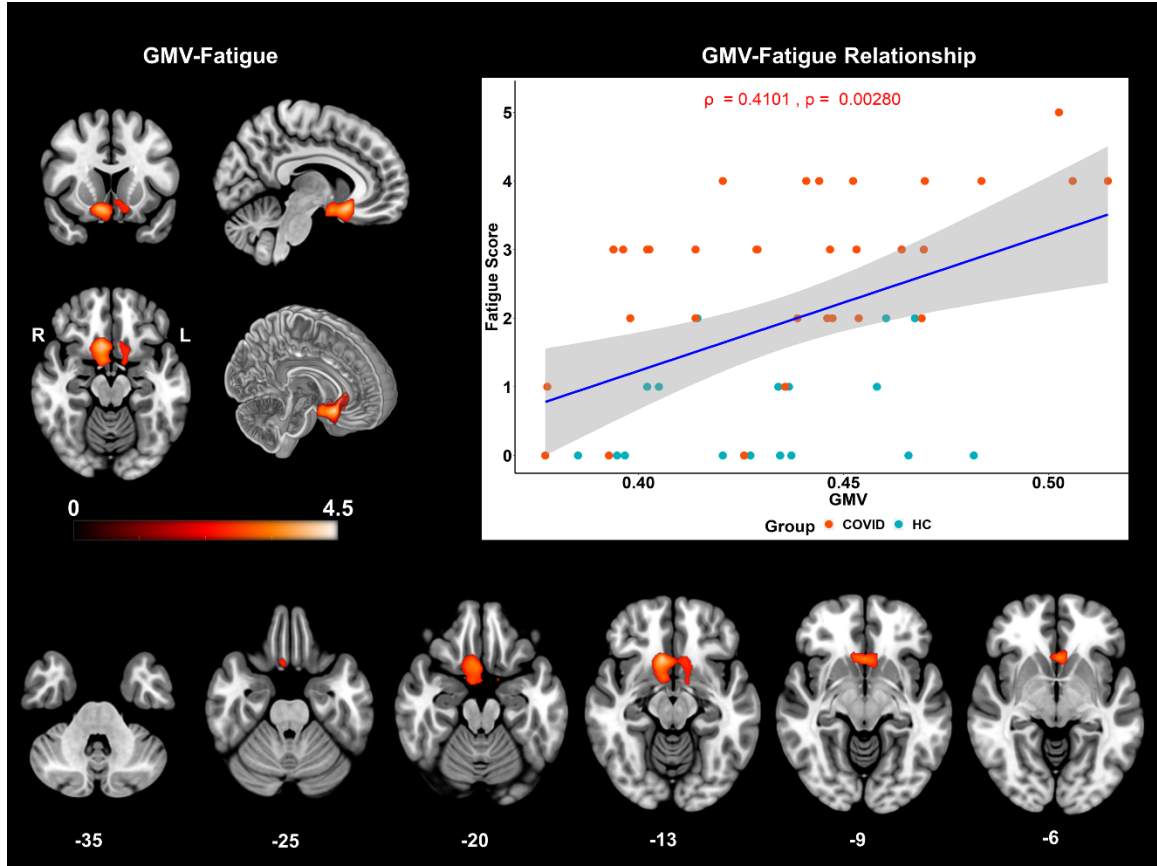 GMV-Fatigue
R L
0 4.5
GMV-Fatigue Relationship
ρ = 0.4101 , p = 0.00280
Fatigue Score
5
4
3
2
1
0
0.40 0.45 0.50
GMV
Group COVID HC
-35 -25 -20 -13 -9 -6